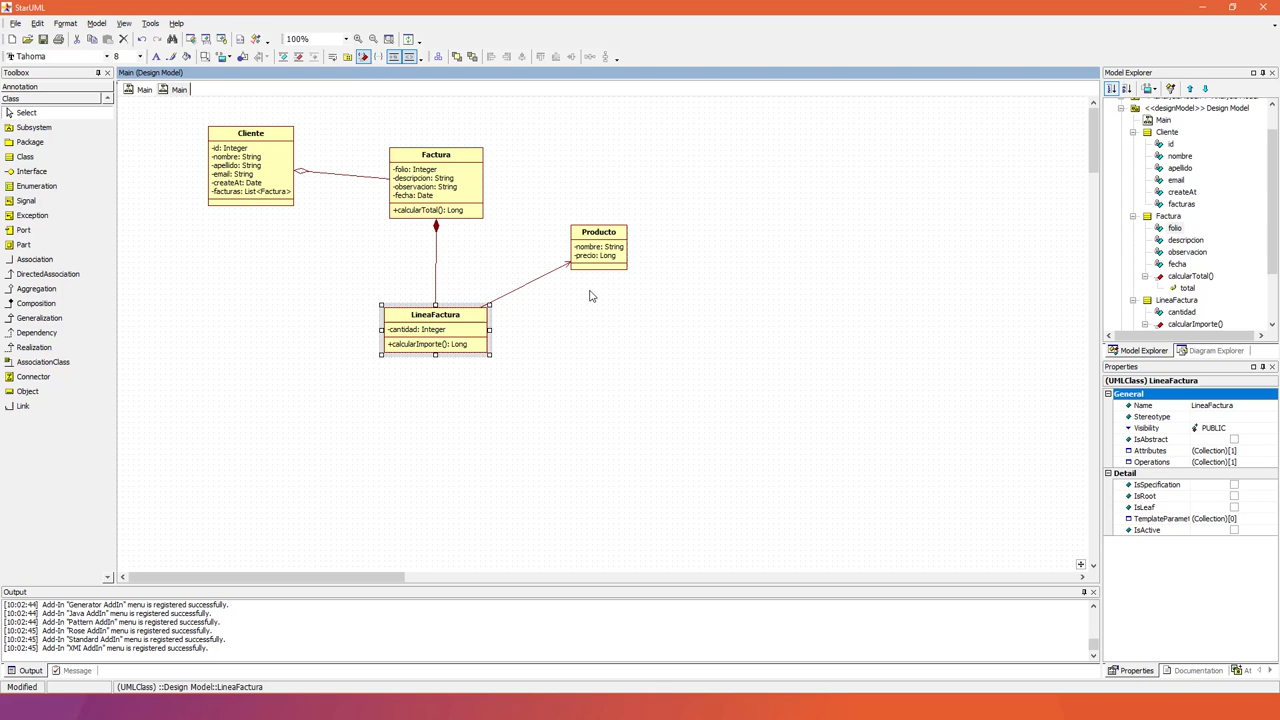 StarUML
File Edit Format Model View Tools Help
100%
Tahoma 8
Toolbox
Annotation
Class
Select
Subsystem
Package
Class
Interface
Enumeration
Signal
Exception
Port
Part
Association
DirectedAssociation
Aggregation
Composition
Generalization
Dependency
Realization
AssociationClass
Connector
Object
Link
Main (Design Model)
Main Main
Cliente
-id: Integer
-nombre: String
-apellido: String
-email: String
-createAt: Date
-facturas: List<Factura>
Factura
-folio: Integer
-descripcion: String
-observacion: String
-fecha: Date
+calcularTotal(): Long
Producto
-nombre: String
-precio: Long
LineaFactura
-cantidad: Integer
+calcularImporte(): Long
Model Explorer
<<designModel>> Design Model
Main
Cliente
id
nombre
apellido
email
createAt
facturas
Factura
folio
descripcion
observacion
fecha
calcularTotal()
total
LineaFactura
cantidad
calcularImporte()
Model Explorer Diagram Explorer
Properties
(UMLClass) LineaFactura
General
Name LineaFactura
Stereotype
Visibility PUBLIC
IsAbstract
Attributes (Collection)[1]
Operations (Collection)[1]
Detail
IsSpecification
IsRoot
IsLeaf
TemplateParamet (Collection)[0]
IsActive
Properties Documentation At
Output
[10:02:44] Add-In "Generator AddIn" menu is registered successfully.
[10:02:44] Add-In "Java AddIn" menu is registered successfully.
[10:02:44] Add-In "Pattern AddIn" menu is registered successfully.
[10:02:45] Add-In "Rose AddIn" menu is registered successfully.
[10:02:45] Add-In "Standard AddIn" menu is registered successfully.
[10:02:45] Add-In "XMI AddIn" menu is registered successfully.
Output Message
Modified (UMLClass) ::Design Model::LineaFactura